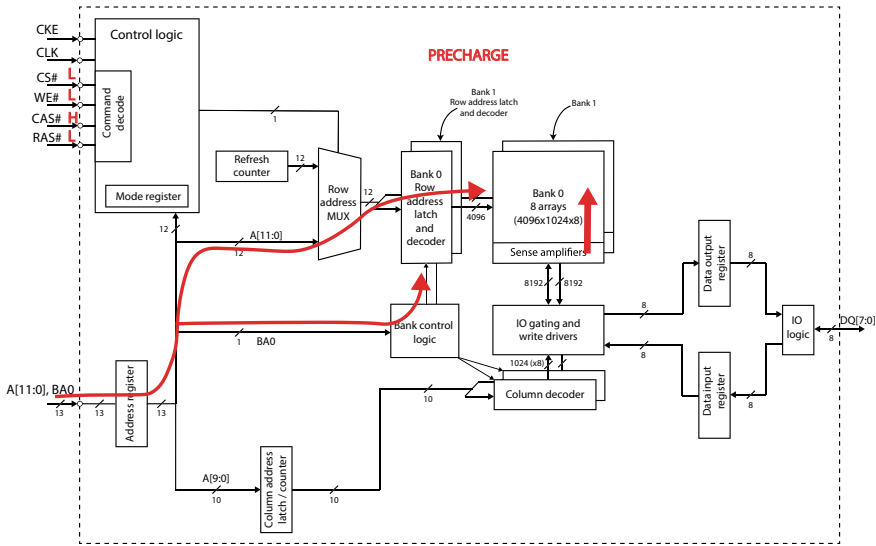 PRECHARGE
CKE
CLK
CS#
L
WE#
L
CAS#
H
RAS#
L
Control logic
Command
decode
Mode register
12
1
Refresh
counter
12
Row
address
MUX
12
A[11:0]
12
Bank 1
Row address latch
and decoder
Bank 0
Row
address
latch
and
decoder
4096
Bank 1
Bank 0
8 arrays
(4096x1024x8)
Sense amplifiers
8192
8192
Bank control
logic
1
BA0
IO gating and
write drivers
1024 (x8)
Column decoder
10
8
8
Data output
register
8
Data input
register
8
IO
logic
DQ[7:0]
8
A[11:0], BA0
13
13
Address register
13
A[9:0]
10
Column address
latch / counter
10